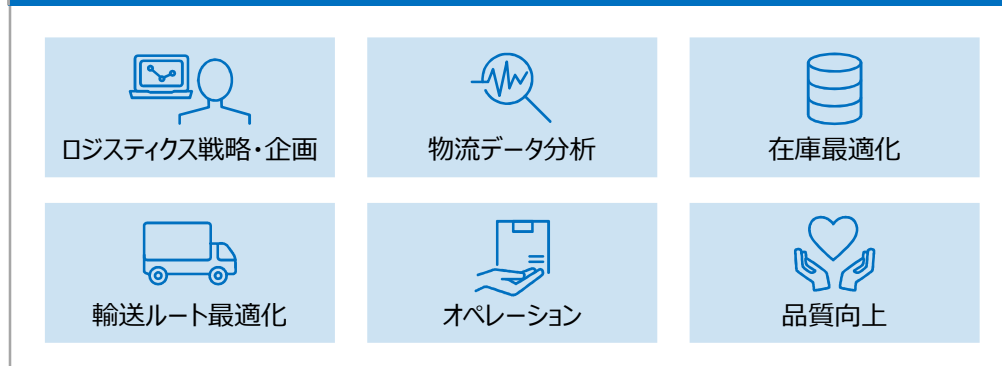 ロジスティクス戦略・企画
物流データ分析
在庫最適化
輸送ルート最適化
オペレーション
品質向上